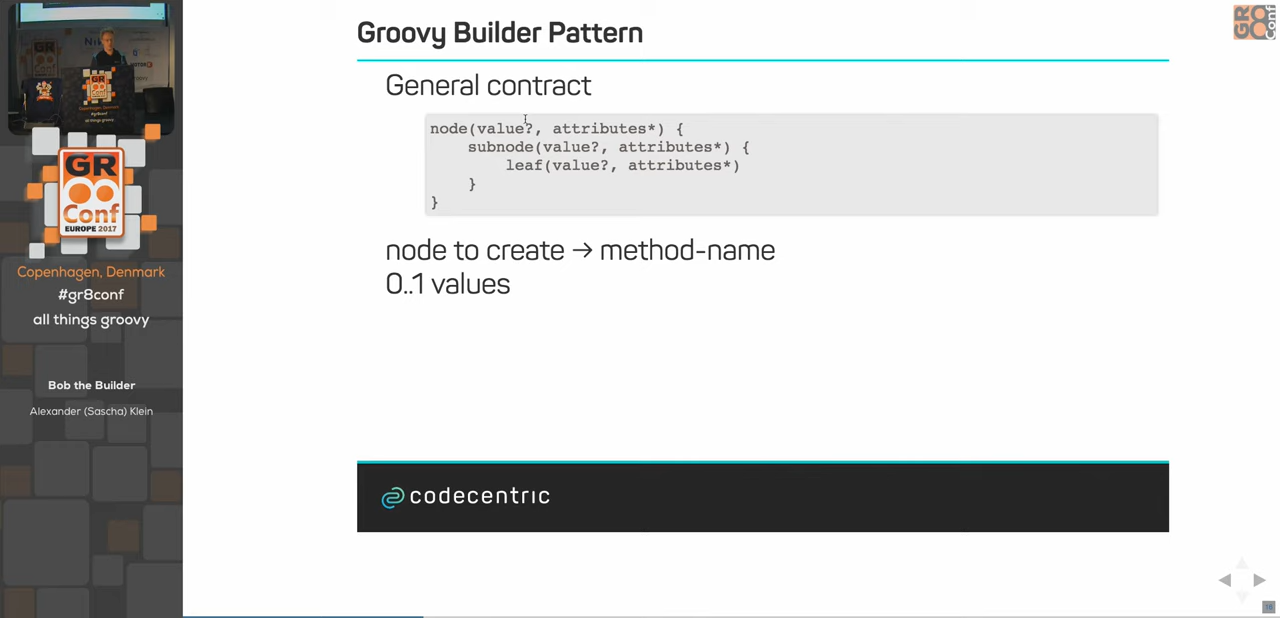 Groovy Builder Pattern
General contract
node(value?, attributes*) {
subnode(value?, attributes*) {
leaf(value?, attributes*)
}
}
node to create → method-name
0..1 values
codecentric
GR8
Conf
EUROPE 2017
Copenhagen, Denmark
#gr8conf
all things groovy
Bob the Builder
Alexander (Sascha) Klein
GR8
Conf